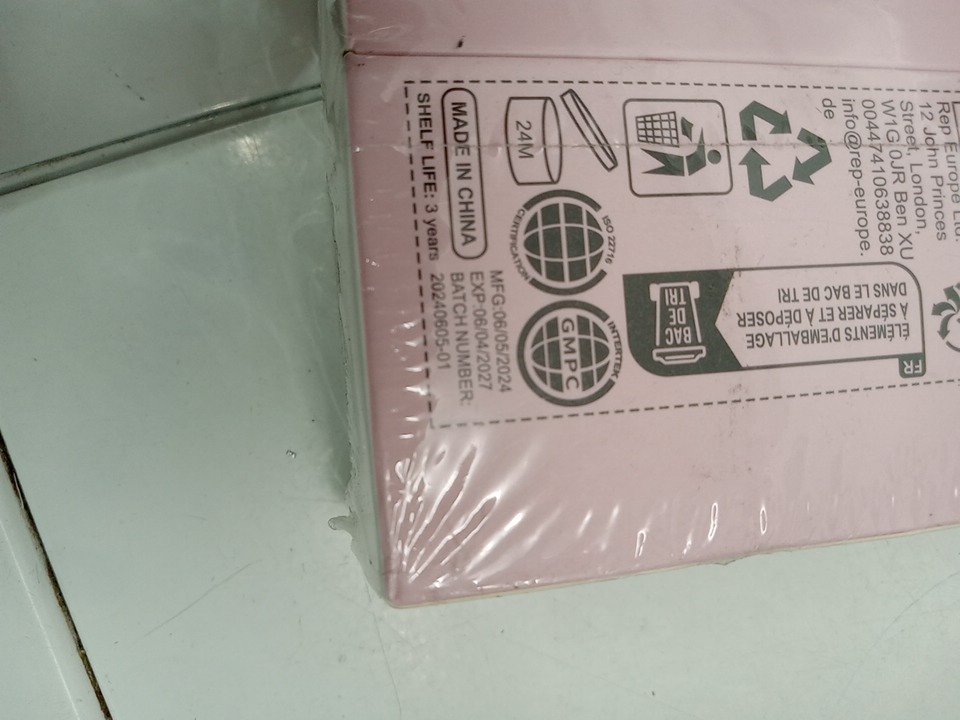 Rep Europe Ltd.
12 John Princes
Street, London,
W1G 0JR Ben XU
00447410638838
info@rep-europe.
de
24M
MADE IN CHINA
SHELF LIFE: 3 years
ISO 22716
CERTIFICATION
INTERTEK
GMPC
MFG:06/05/2024
EXP:06/04/2027
BATCH NUMBER:
20240605-01
FR
ÉLÉMENTS D'EMBALLAGE
À SÉPARER ET À DÉPOSER
DANS LE BAC DE TRI
BAC
DE
TRI